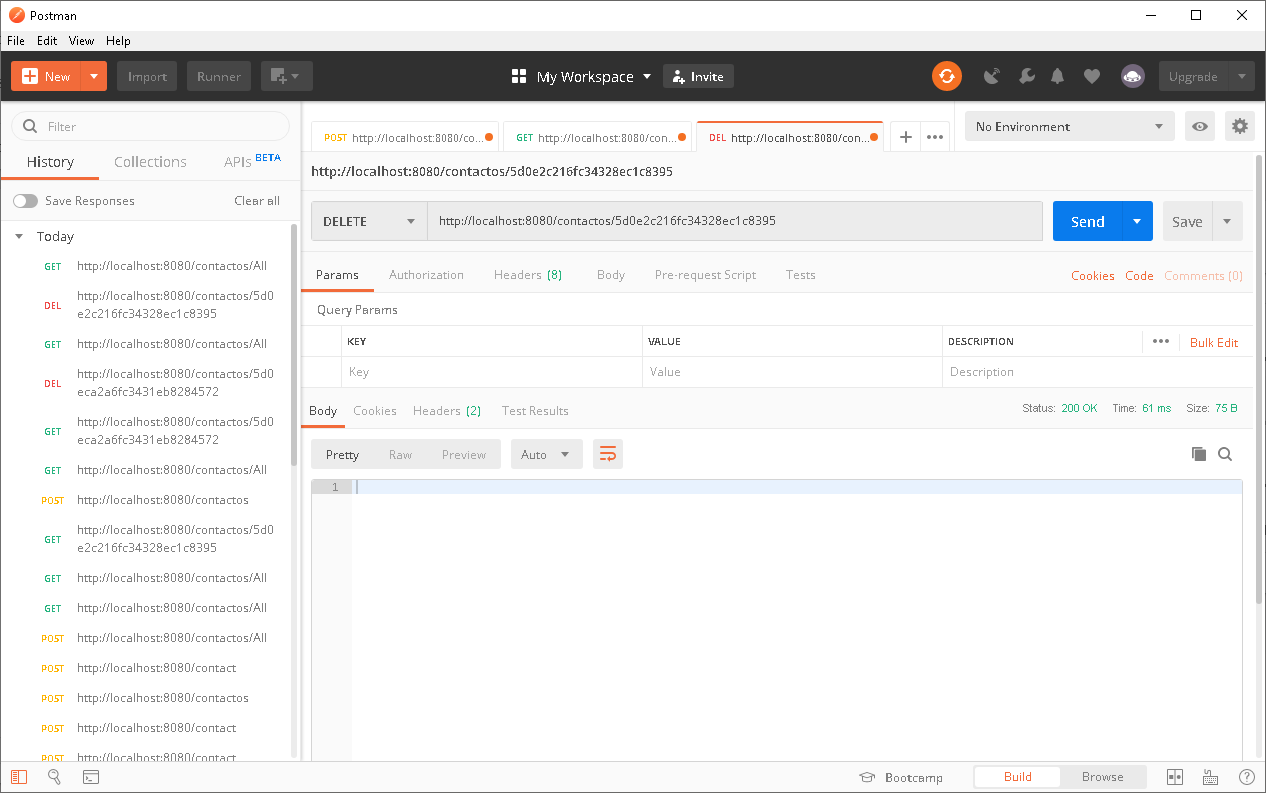 Postman
File Edit View Help
New Import Runner My Workspace Invite Upgrade
Filter
History Collections APIs BETA
Save Responses Clear all
Today
GET http://localhost:8080/contactos/All
DEL http://localhost:8080/contactos/5d0
e2c216fc34328ec1c8395
GET http://localhost:8080/contactos/All
DEL http://localhost:8080/contactos/5d0
eca2a6fc3431eb8284572
GET http://localhost:8080/contactos/5d0
eca2a6fc3431eb8284572
GET http://localhost:8080/contactos/All
POST http://localhost:8080/contactos
GET http://localhost:8080/contactos/5d0
e2c216fc34328ec1c8395
GET http://localhost:8080/contactos/All
GET http://localhost:8080/contactos/All
POST http://localhost:8080/contactos/All
POST http://localhost:8080/contact
POST http://localhost:8080/contactos
POST http://localhost:8080/contact
POST http://localhost:8080/contact
POST http://localhost:8080/co... GET http://localhost:8080/con... DEL http://localhost:8080/con... No Environment
http://localhost:8080/contactos/5d0e2c216fc34328ec1c8395
DELETE http://localhost:8080/contactos/5d0e2c216fc34328ec1c8395 Send Save
Params Authorization Headers (8) Body Pre-request Script Tests Cookies Code Comments (0)
Query Params
KEY VALUE DESCRIPTION Bulk Edit
Key Value Description
Body Cookies Headers (2) Test Results Status: 200 OK Time: 61 ms Size: 75 B
Pretty Raw Preview Auto
1
Bootcamp Build Browse